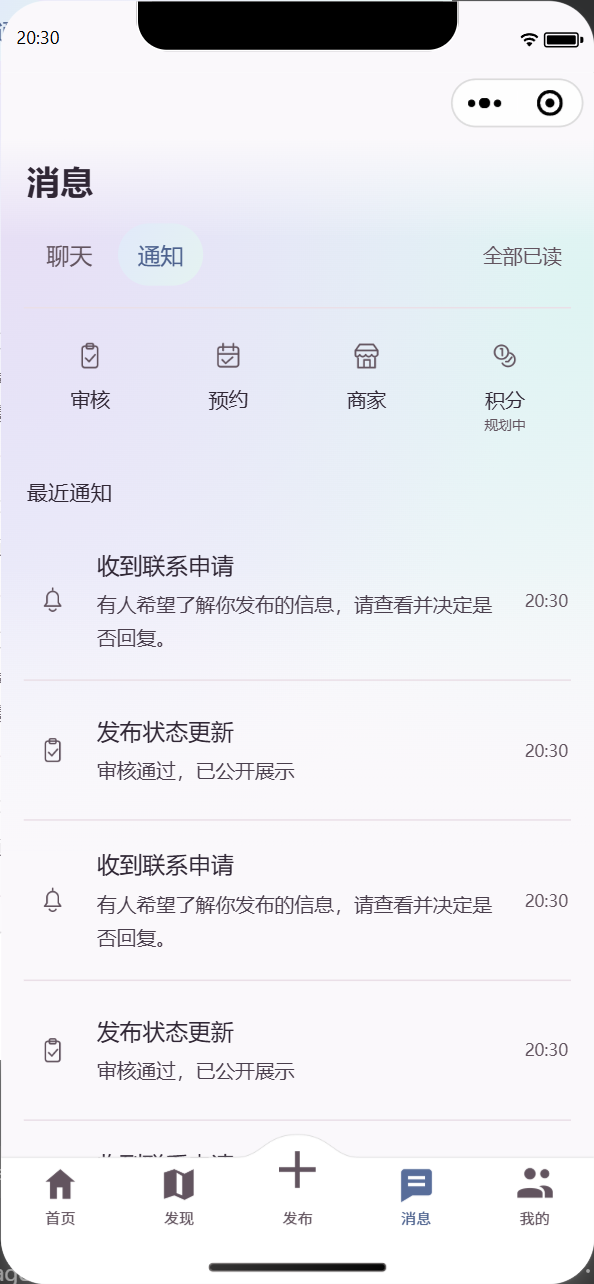 20:30
消息
聊天 通知 全部已读
审核 预约 商家 积分
规划中
最近通知
收到联系申请
有人希望了解你发布的信息，请查看并决定是
否回复。
20:30
发布状态更新
审核通过，已公开展示
20:30
收到联系申请
有人希望了解你发布的信息，请查看并决定是
否回复。
20:30
发布状态更新
审核通过，已公开展示
20:30
首页 发现 发布 消息 我的